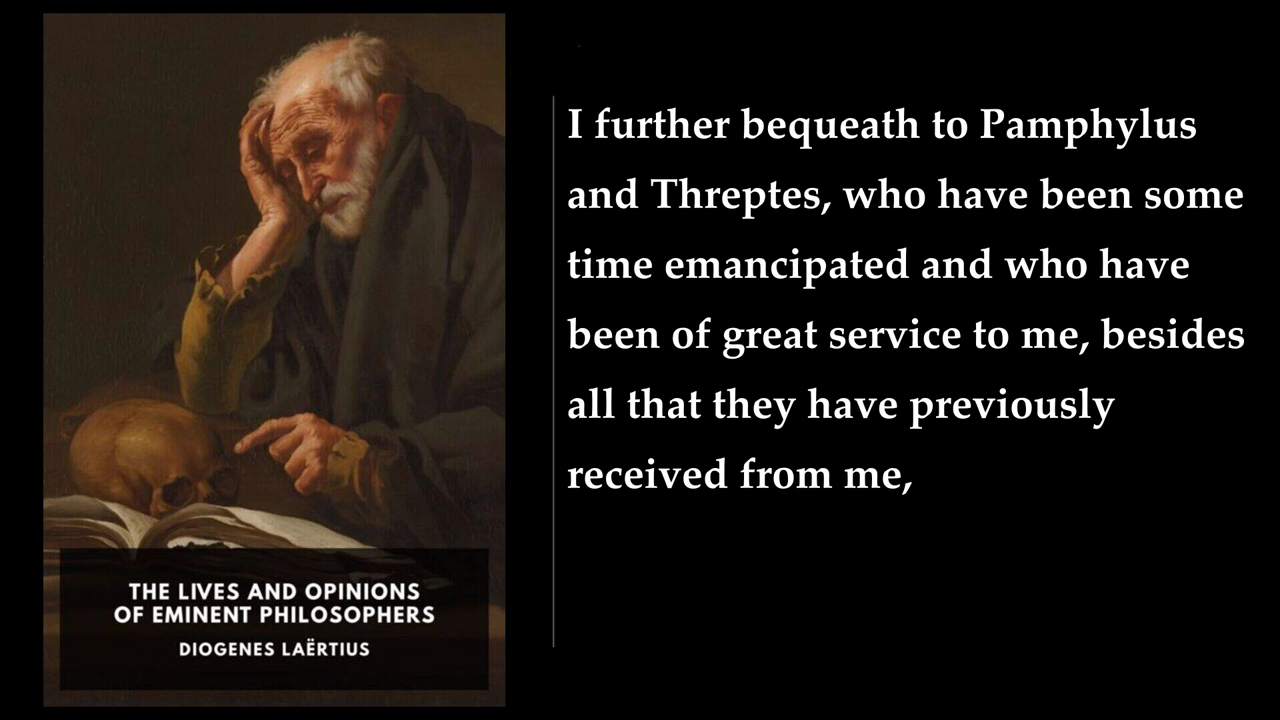 I further bequeath to Pamphylus
and Threptes, who have been some
time emancipated and who have
been of great service to me, besides
all that they have previously
received from me,
THE LIVES AND OPINIONS
OF EMINENT PHILOSOPHERS
DIOGENES LAËRTIUS